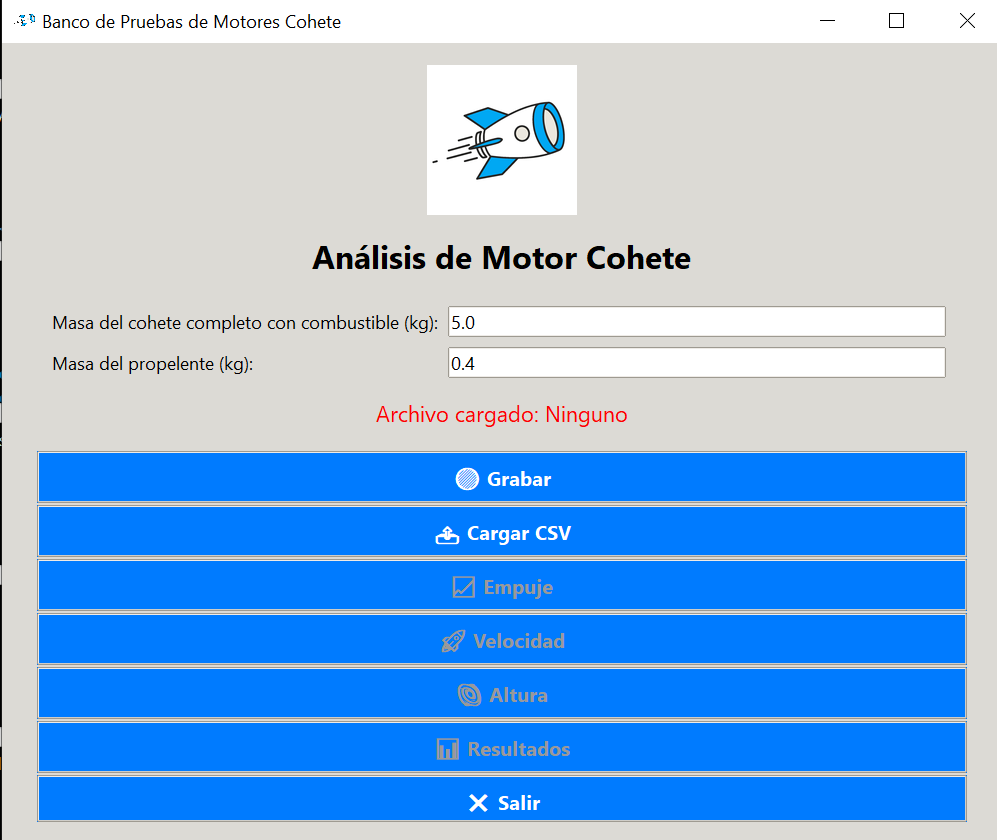 Banco de Pruebas de Motores Cohete
Análisis de Motor Cohete
Masa del cohete completo con combustible (kg): 5.0
Masa del propelente (kg): 0.4
Archivo cargado: Ninguno
Grabar
Cargar CSV
Empuje
Velocidad
Altura
Resultados
Salir